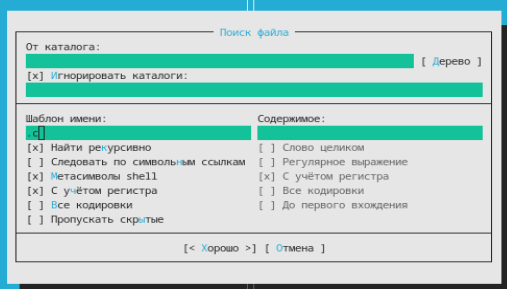 Поиск файла
От каталога:
[ Дерево ]
[x] Игнорировать каталоги:
Шаблон имени: Содержимое:
.c
[x] Найти рекурсивно [ ] Слово целиком
[ ] Следовать по символьным ссылкам [ ] Регулярное выражение
[x] Метасимволы shell [x] С учётом регистра
[x] С учётом регистра [ ] Все кодировки
[ ] Все кодировки [ ] До первого вхождения
[ ] Пропускать скрытые
[< Хорошо >] [ Отмена ]